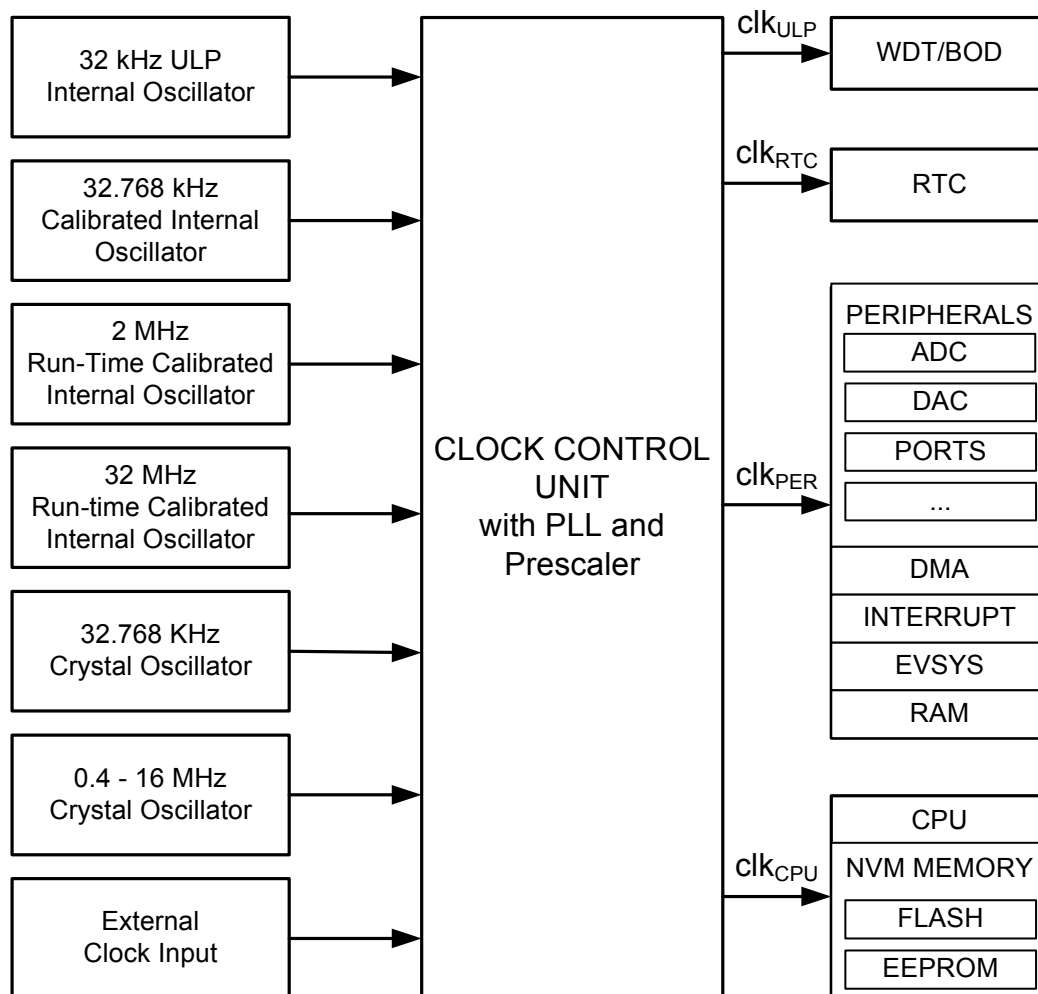 32 kHz ULP
Internal Oscillator
32.768 kHz
Calibrated Internal
Oscillator
2 MHz
Run-Time Calibrated
Internal Oscillator
32 MHz
Run-time Calibrated
Internal Oscillator
32.768 KHz
Crystal Oscillator
0.4 - 16 MHz
Crystal Oscillator
External
Clock Input
CLOCK CONTROL
UNIT
with PLL and
Prescaler
clkULP
WDT/BOD
clkRTC
RTC
clkPER
PERIPHERALS
ADC
DAC
PORTS
...
DMA
INTERRUPT
EVSYS
RAM
clkCPU
CPU
NVM MEMORY
FLASH
EEPROM